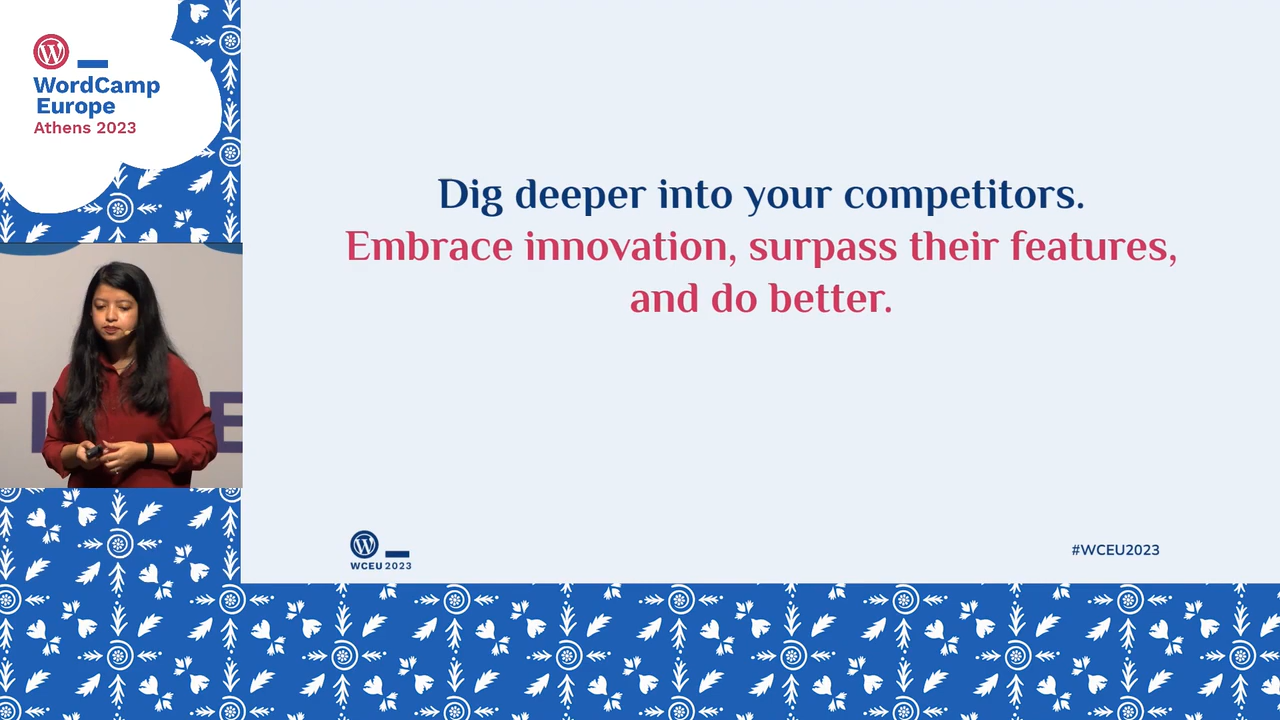 WordCamp
Europe
Athens 2023
Dig deeper into your competitors.
Embrace innovation, surpass their features,
and do better.
WCEU 2023
#WCEU2023